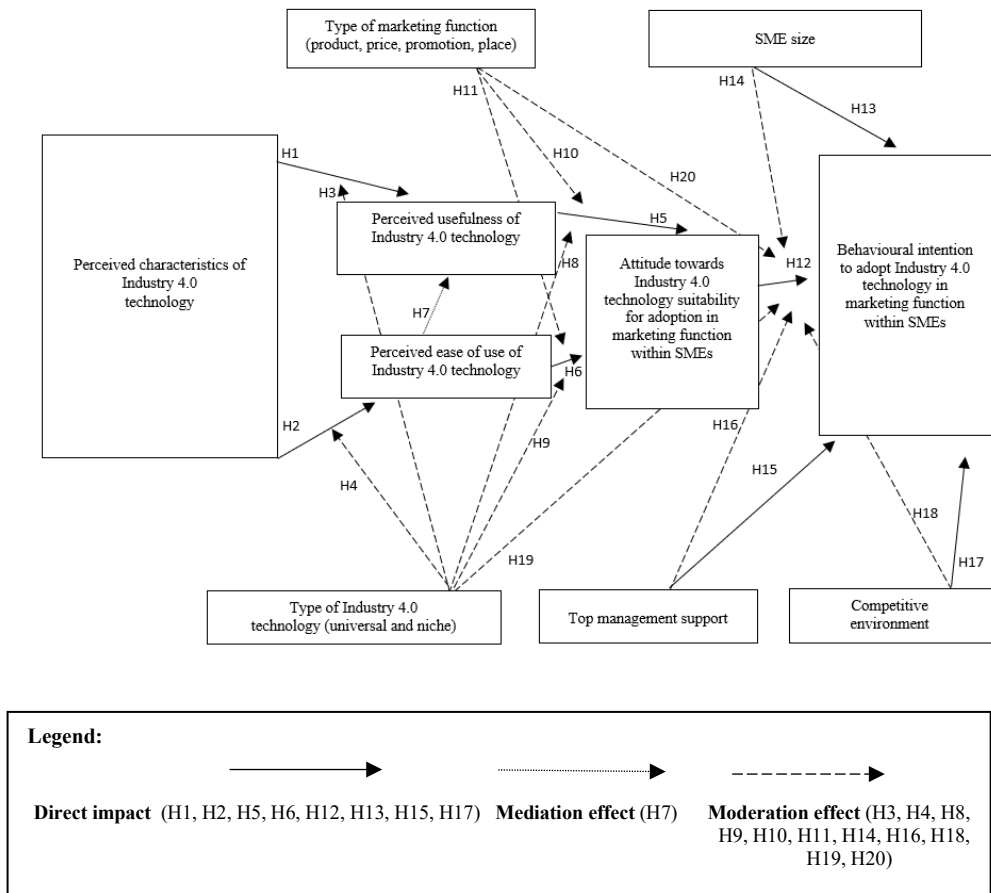 Type of marketing function
(product, price, promotion, place)
SME size
H11
H14
H13
H1
H10
H20
H3
Perceived usefulness of
Industry 4.0 technology
H5
Perceived characteristics of
Industry 4.0
technology
H8
Attitude towards
Industry 4.0
technology suitability
for adoption in
marketing function
within SMEs
H12
Behavioural intention
to adopt Industry 4.0
technology in
marketing function
within SMEs
H7
Perceived ease of use of
Industry 4.0 technology
H6
H2
H9
H16
H15
H4
H18
H19
H17
Type of Industry 4.0
technology (universal and niche)
Top management support
Competitive
environment
Legend:
Direct impact (H1, H2, H5, H6, H12, H13, H15, H17)
Mediation effect (H7)
Moderation effect (H3, H4, H8,
H9, H10, H11, H14, H16, H18,
H19, H20)